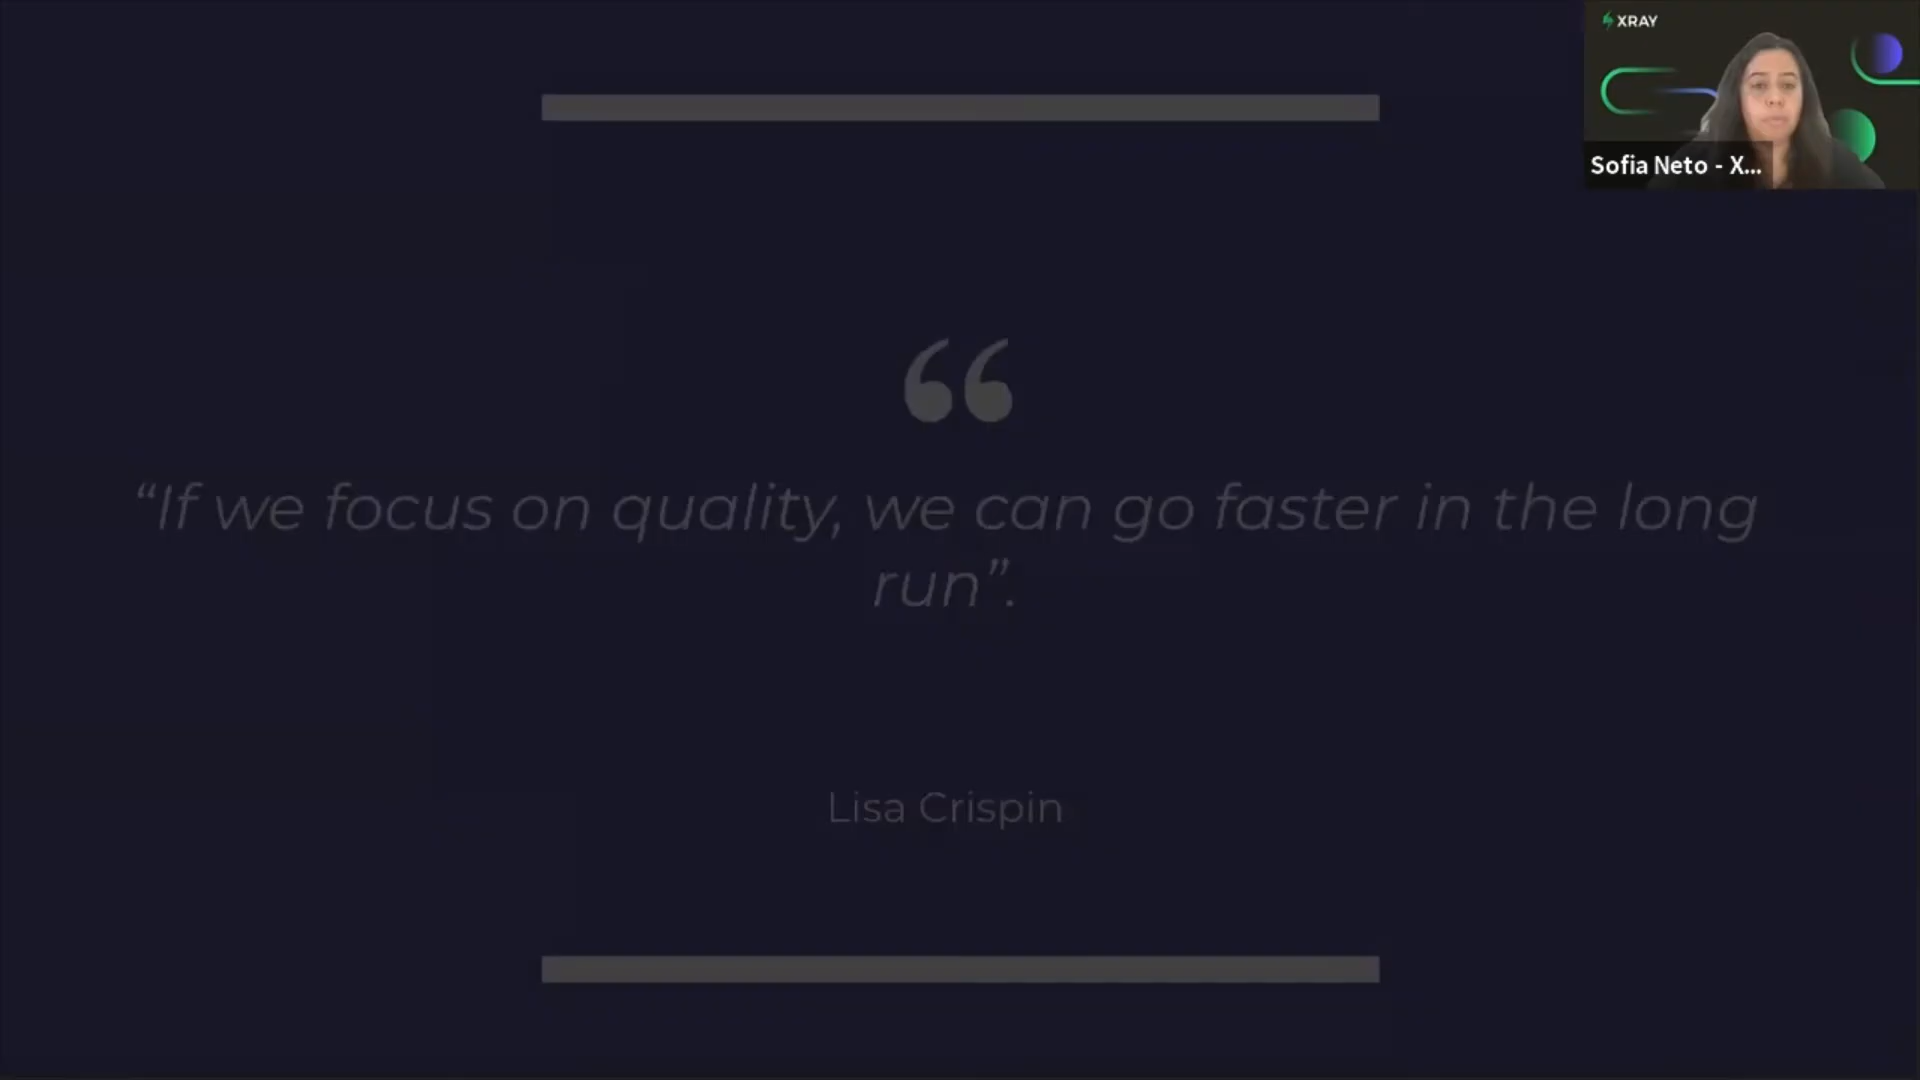 XRAY
Sofia Neto - X...
“If we focus on quality, we can go faster in the long
run”.
Lisa Crispin